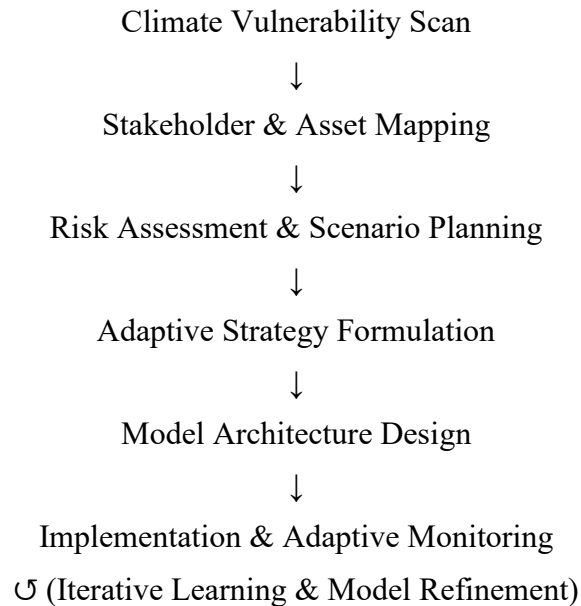 Climate Vulnerability Scan
↓
Stakeholder & Asset Mapping
↓
Risk Assessment & Scenario Planning
↓
Adaptive Strategy Formulation
↓
Model Architecture Design
↓
Implementation & Adaptive Monitoring
↺ (Iterative Learning & Model Refinement)